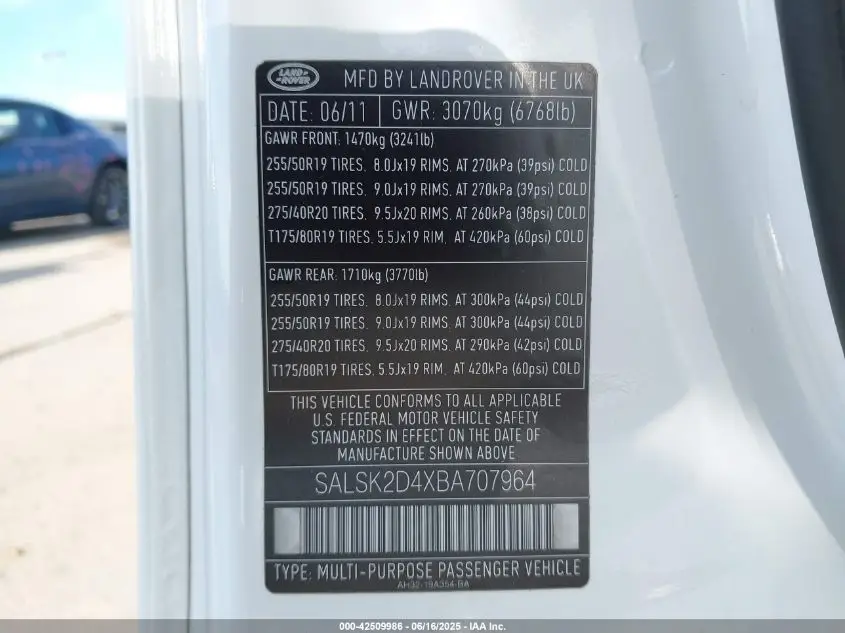 LAND ROVER
MFD BY LANDROVER IN THE UK
DATE: 06/11 GWR: 3070kg (6768lb)
GAWR FRONT: 1470kg (3241lb)
255/50R19 TIRES, 8.0Jx19 RIMS, AT 270kPa (39psi) COLD
255/50R19 TIRES, 9.0Jx19 RIMS, AT 270kPa (39psi) COLD
275/40R20 TIRES, 9.5Jx20 RIMS, AT 260kPa (38psi) COLD
T175/80R19 TIRES, 5.5Jx19 RIM, AT 420kPa (60psi) COLD
GAWR REAR: 1710kg (3770lb)
255/50R19 TIRES, 8.0Jx19 RIMS, AT 300kPa (44psi) COLD
255/50R19 TIRES, 9.0Jx19 RIMS, AT 300kPa (44psi) COLD
275/40R20 TIRES, 9.5Jx20 RIMS, AT 290kPa (42psi) COLD
T175/80R19 TIRES, 5.5Jx19 RIM, AT 420kPa (60psi) COLD
THIS VEHICLE CONFORMS TO ALL APPLICABLE
U.S. FEDERAL MOTOR VEHICLE SAFETY
STANDARDS IN EFFECT ON THE DATE OF
MANUFACTURE SHOWN ABOVE
SALSK2D4XBA707964
TYPE: MULTI-PURPOSE PASSENGER VEHICLE
AH32-19A354-BA
000-42509986 - 06/16/2025 - IAA Inc.